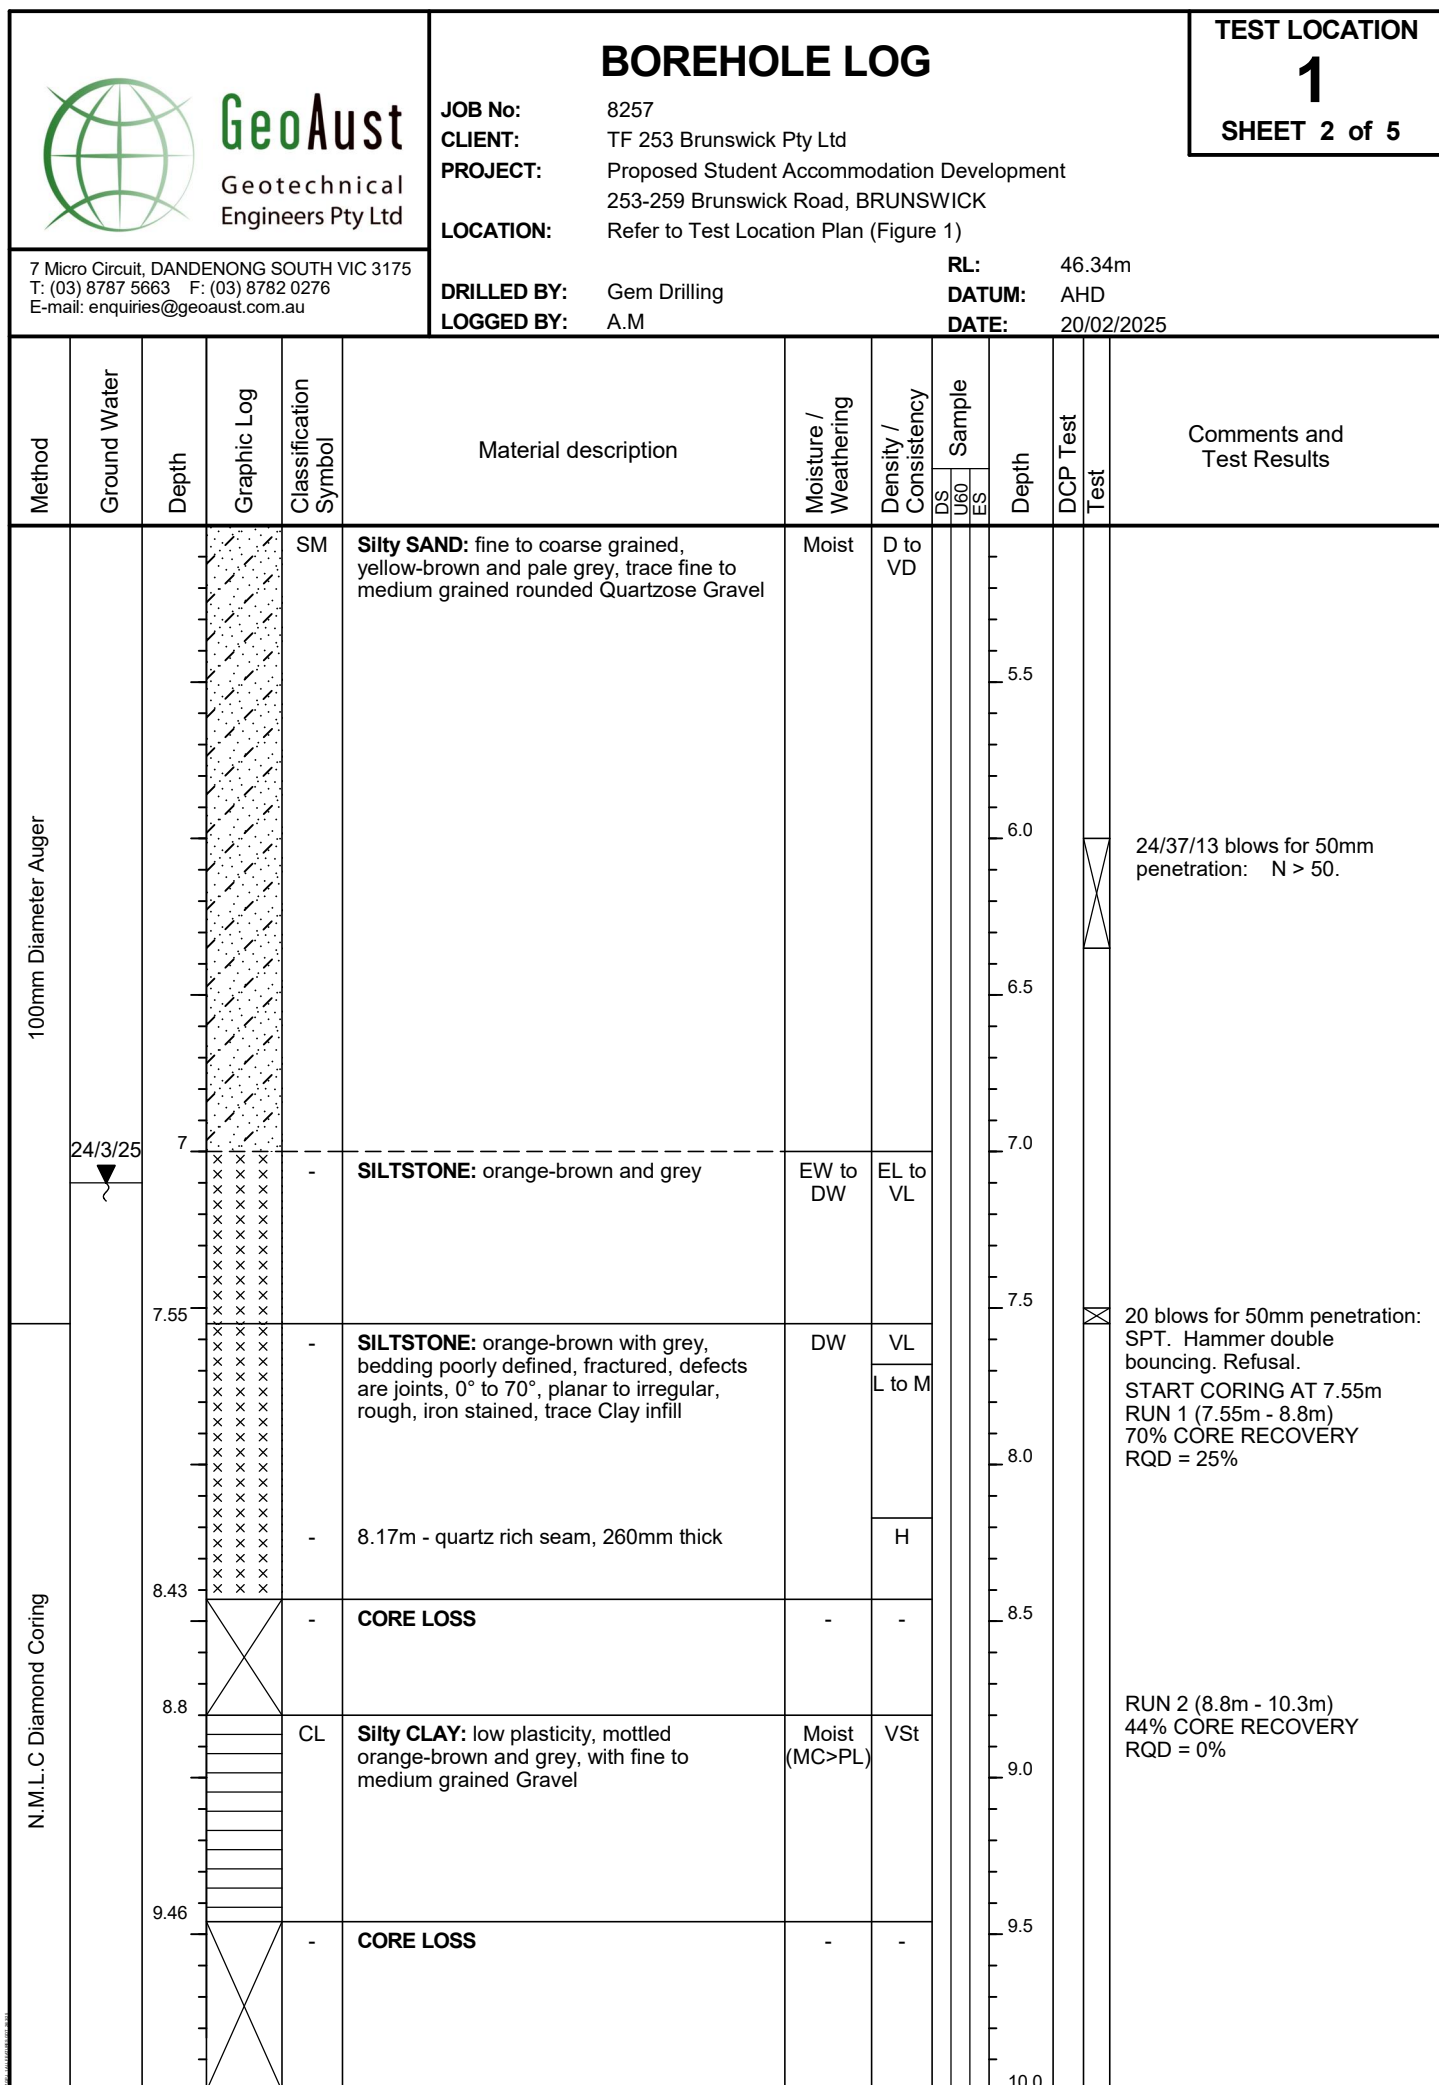 GeoAust
Geotechnical
Engineers Pty Ltd
7 Micro Circuit, DANDENONG SOUTH VIC 3175
T: (03) 8787 5663 F: (03) 8782 0276
E-mail: enquiries@geoaust.com.au
BOREHOLE LOG
JOB No: 8257
CLIENT: TF 253 Brunswick Pty Ltd
PROJECT: Proposed Student Accommodation Development
253-259 Brunswick Road, BRUNSWICK
LOCATION: Refer to Test Location Plan (Figure 1)
RL: 46.34m
DRILLED BY: Gem Drilling
DATUM: AHD
LOGGED BY: A.M
DATE: 20/02/2025
TEST LOCATION
1
SHEET 2 of 5
Method
Ground Water
Depth
Graphic Log
Classification
Symbol
Material description
Moisture /
Weathering
Density /
Consistency
Sample
DS
U60
ES
Depth
DCP Test
Test
Comments and
Test Results
100mm Diameter Auger
SM
Silty SAND: fine to coarse grained,
yellow-brown and pale grey, trace fine to
medium grained rounded Quartzose Gravel
Moist
D to
VD
5.5
6.0
24/37/13 blows for 50mm
penetration: N > 50.
6.5
24/3/25
7
7.0
-
SILTSTONE: orange-brown and grey
EW to
DW
EL to
VL
7.5
7.55
20 blows for 50mm penetration:
SPT. Hammer double
bouncing. Refusal.
N.M.L.C Diamond Coring
-
SILTSTONE: orange-brown with grey,
bedding poorly defined, fractured, defects
are joints, 0° to 70°, planar to irregular,
rough, iron stained, trace Clay infill
DW
VL
L to M
START CORING AT 7.55m
RUN 1 (7.55m - 8.8m)
70% CORE RECOVERY
RQD = 25%
8.0
-
8.17m - quartz rich seam, 260mm thick
H
8.43
-
CORE LOSS
-
-
8.5
8.8
RUN 2 (8.8m - 10.3m)
44% CORE RECOVERY
RQD = 0%
CL
Silty CLAY: low plasticity, mottled
orange-brown and grey, with fine to
medium grained Gravel
Moist
(MC>PL)
VSt
9.0
9.46
9.5
-
CORE LOSS
-
-
10.0